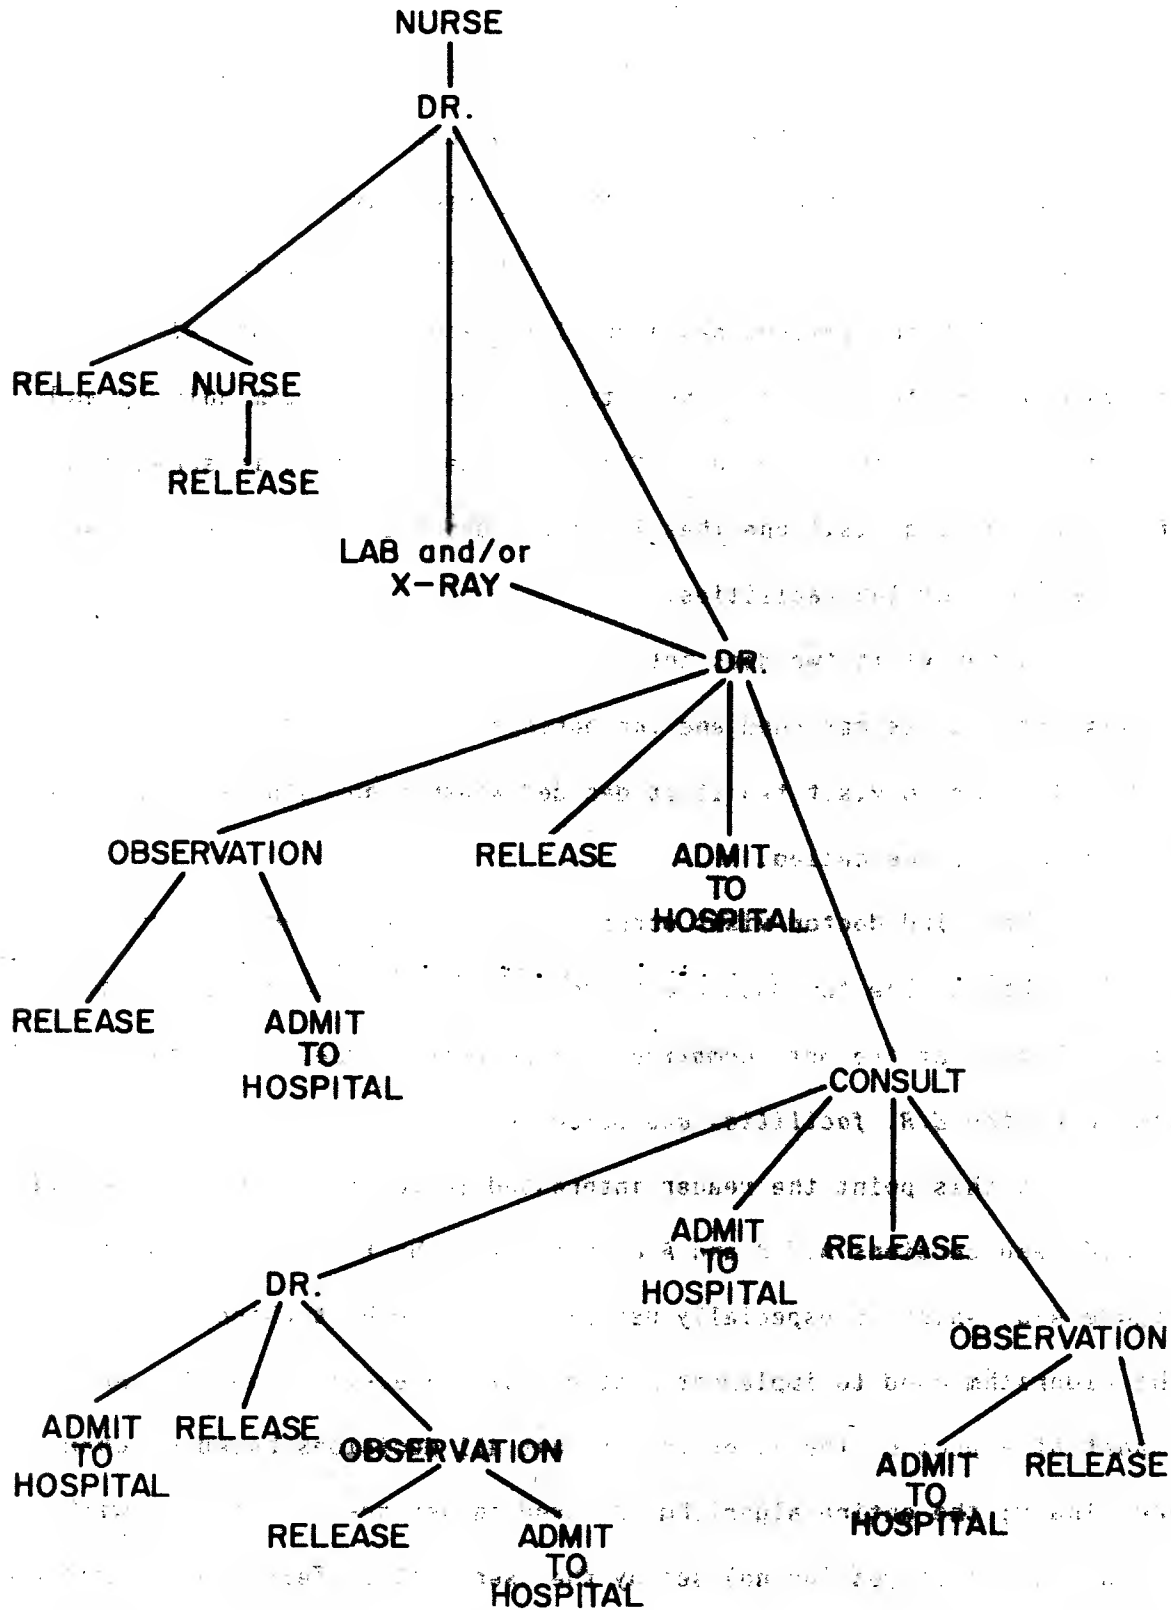 NURSE
DR.
RELEASE NURSE
RELEASE
LAB and/or
X-RAY
DR.
OBSERVATION
RELEASE
ADMIT
TO
HOSPITAL
RELEASE
ADMIT
TO
HOSPITAL
CONSULT
ADMIT
TO
HOSPITAL
RELEASE
DR.
OBSERVATION
ADMIT
TO
HOSPITAL
RELEASE
OBSERVATION
ADMIT
TO
HOSPITAL
RELEASE
RELEASE
ADMIT
TO
HOSPITAL